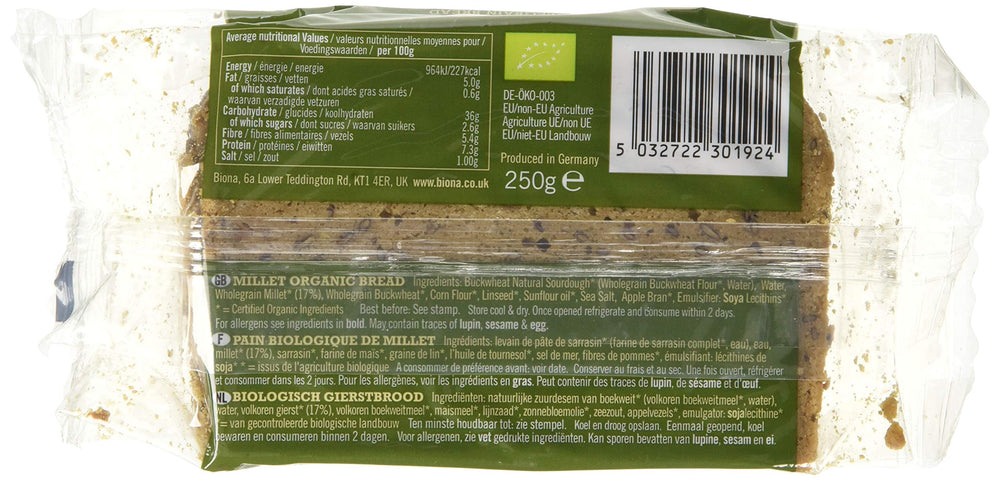 Average nutritional Values / valeurs nutritionnelles moyennes pour /
Voedingswaarden / per 100g
Energy / énergie / energie 964kJ/227kcal
Fat / graisses / vetten 5.0g
of which saturates / dont acides gras saturés / 0.6g
waarvan verzadigde vetzuren
Carbohydrate / glucides / koolhydraten 36g
of which sugars / dont sucres / waarvan suikers 2.6g
Fibre / fibres alimentaires / vezels 5.4g
Protein / protéines / eiwitten 7.3g
Salt / sel / zout 1.00g
Biona, 6a Lower Teddington Rd, KT1 4ER, UK www.biona.co.uk
DE-ÖKO-003
EU/non-EU Agriculture
Agriculture UE/non UE
EU/niet-EU Landbouw
Produced in Germany
250g e
5 032722 301924
GB MILLET ORGANIC BREAD Ingredients: Buckwheat Natural Sourdough* (Wholegrain Buckwheat Flour*, Water), Water,
Wholegrain Millet* (17%), Wholegrain Buckwheat*, Corn Flour*, Linseed*, Sunflour oil*, Sea Salt, Apple Bran*, Emulsifier: Soya Lecithins*
* = Certified Organic Ingredients Best before: See stamp. Store cool & dry. Once opened refrigerate and consume within 2 days.
For allergens see ingredients in bold. May contain traces of lupin, sesame & egg.
F PAIN BIOLOGIQUE DE MILLET Ingrédients: levain de pâte de sarrasin* (farine de sarrasin complet*, eau), eau,
millet* (17%), sarrasin*, farine de maïs*, graine de lin*, l'huile de tournesol*, sel de mer, fibres de pommes*, émulsifiant: lécithines de
soja* * = issus de l'agriculture biologique A consommer de préférence avant: voir date. Conserver au frais et au sec. Une fois ouvert, réfrigérer
et consommer dans les 2 jours. Pour les allergènes, voir les ingrédients en gras. Peut contenir des traces de lupin, de sésame et d'œuf.
NL BIOLOGISCH GIERSTBROOD Ingrediënten: natuurlijke zuurdesem van boekweit* (volkoren boekweitmeel*, water),
water, volkoren gierst* (17%), volkoren boekweitmeel*, maismeel*, lijnzaad*, zonnebloemolie*, zeezout, appelvezels*, emulgator: sojalecithine*
* = van gecontroleerde biologische landbouw Ten minste houdbaar tot: zie stempel. Koel en droog opslaan. Eenmaal geopend, koel
bewaren en consumeren binnen 2 dagen. Voor allergenen, zie vet gedrukte ingrediënten. Kan sporen bevatten van lupine, sesam en ei.